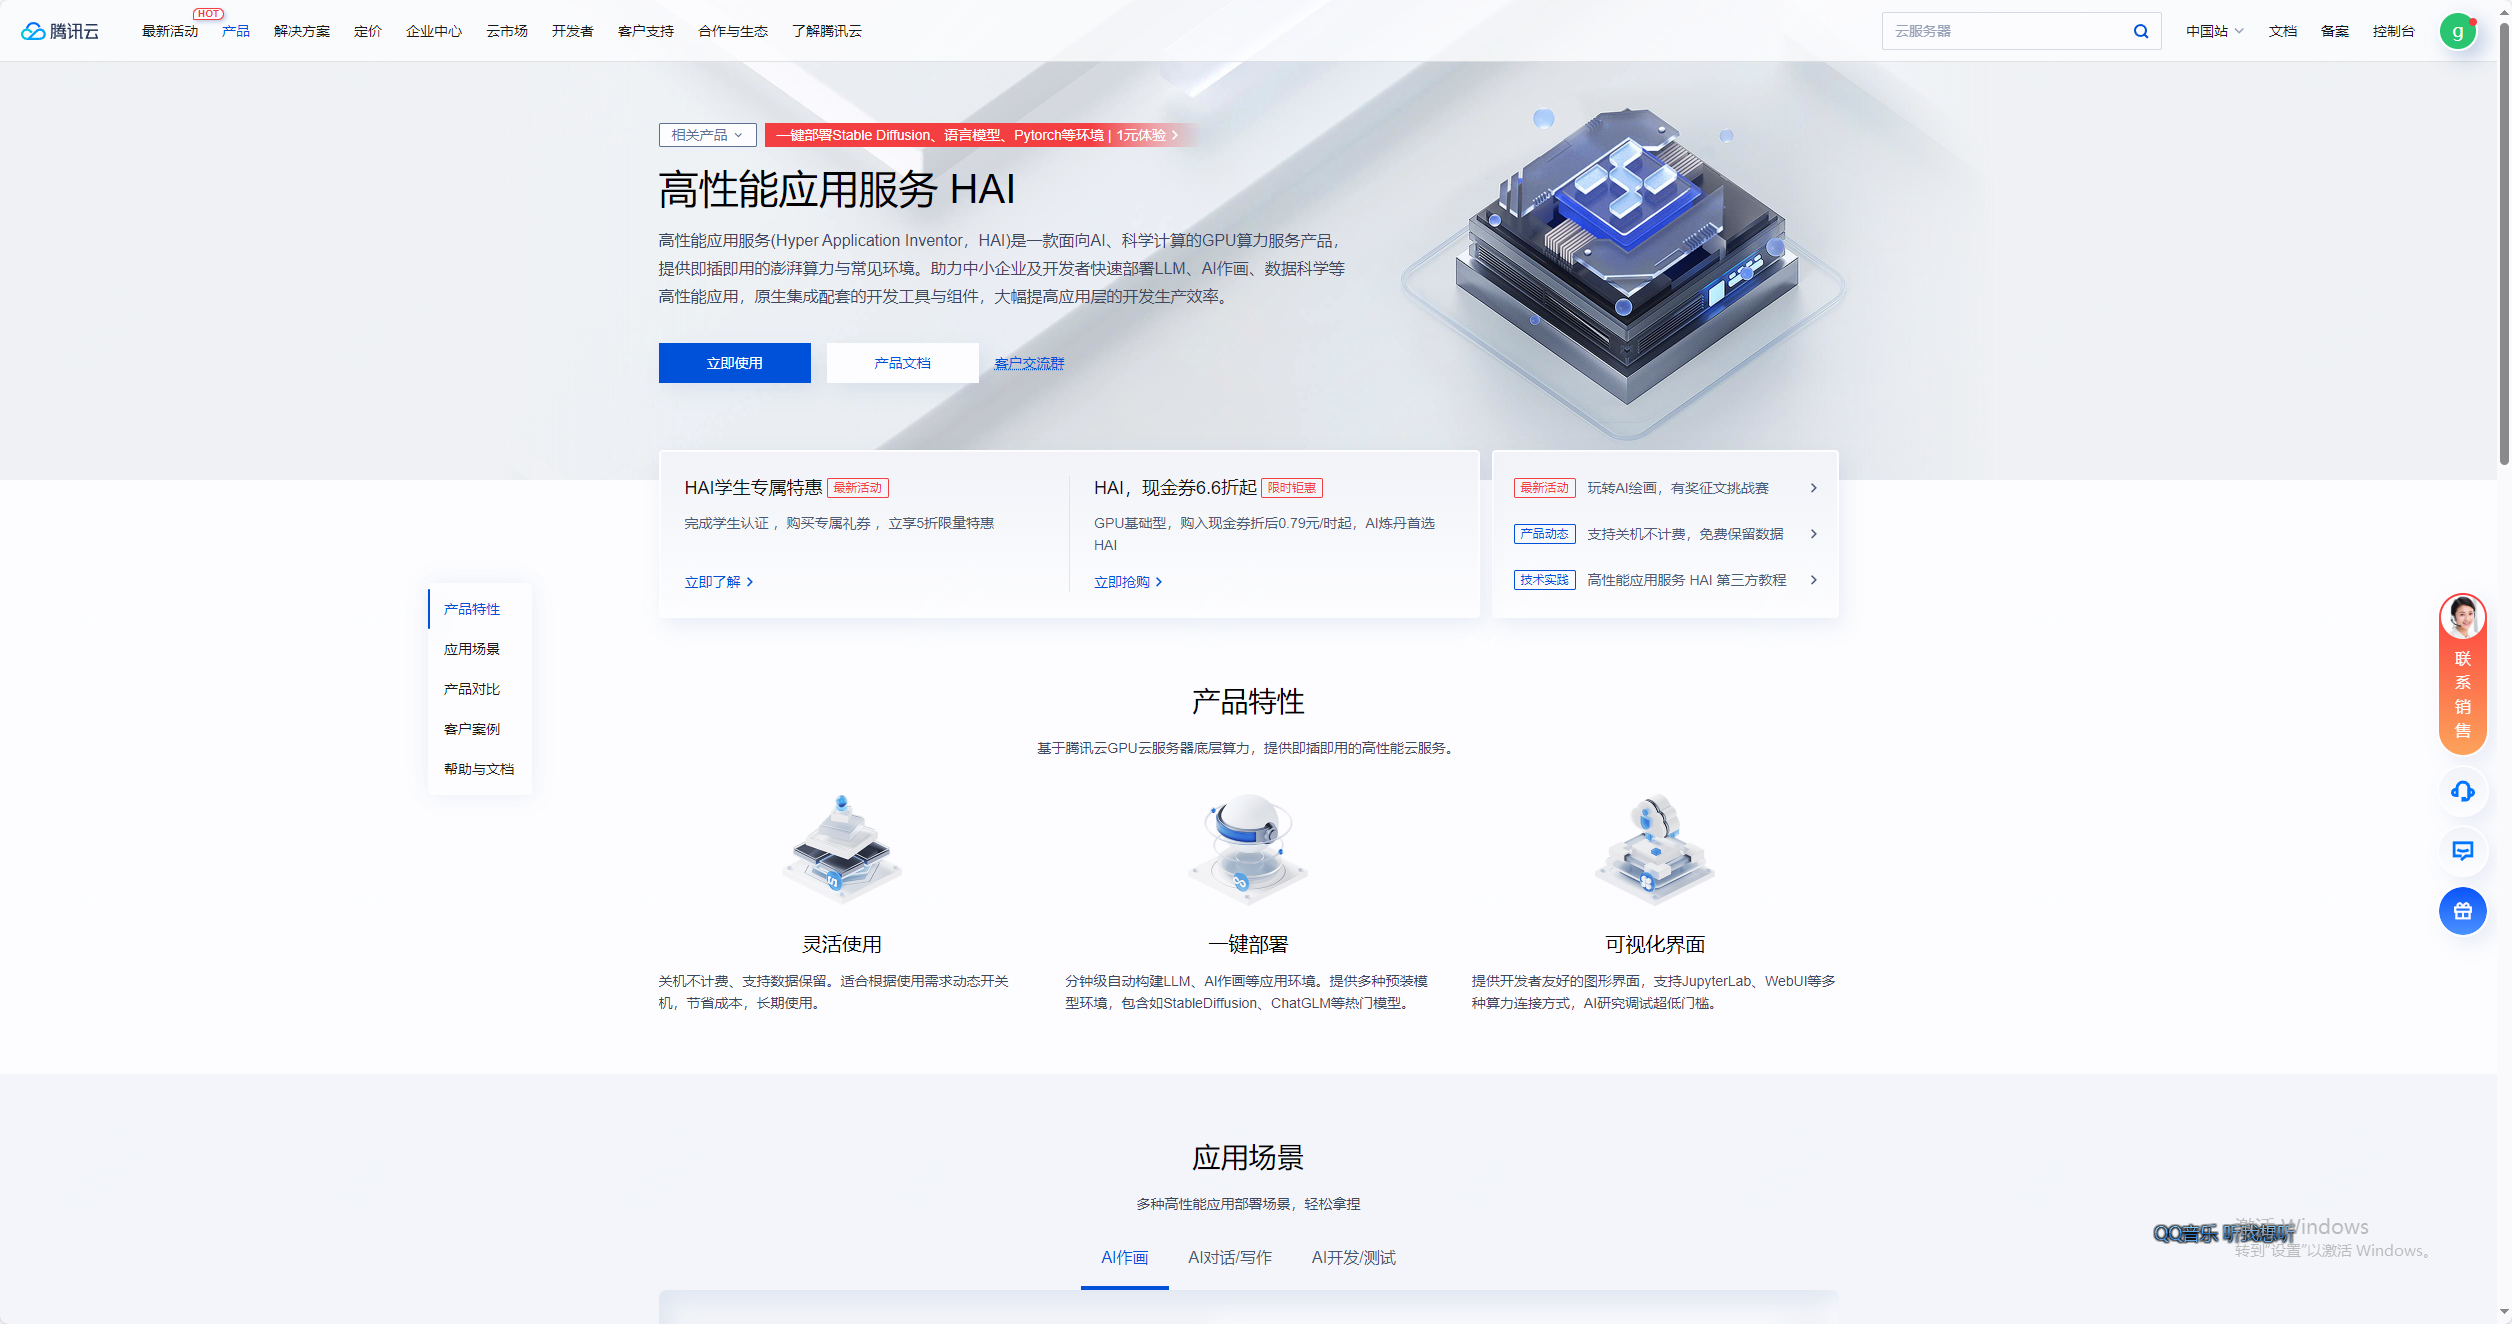 腾讯云
最新活动 HOT 产品 解决方案 定价 企业中心 云市场 开发者 客户支持 合作与生态 了解腾讯云
云服务器
中国站 文档 备案 控制台 g
相关产品 一键部署Stable Diffusion、语言模型、Pytorch等环境 | 1元体验
高性能应用服务 HAI
高性能应用服务(Hyper Application Inventor，HAI)是一款面向AI、科学计算的GPU算力服务产品，
提供即插即用的澎湃算力与常见环境。助力中小企业及开发者快速部署LLM、AI作画、数据科学等
高性能应用，原生集成配套的开发工具与组件，大幅提高应用层的开发生产效率。
立即使用 产品文档 客户交流群
HAI学生专属特惠 最新活动
完成学生认证 ，购买专属礼券 ，立享5折限量特惠
立即了解
HAI，现金券6.6折起 限时钜惠
GPU基础型，购入现金券折后0.79元/时起，AI炼丹首选
HAI
立即抢购
最新活动 玩转AI绘画，有奖征文挑战赛
产品动态 支持关机不计费，免费保留数据
技术实践 高性能应用服务 HAI 第三方教程
产品特性
应用场景
产品对比
客户案例
帮助与文档
联
系
销
售
产品特性
基于腾讯云GPU云服务器底层算力，提供即插即用的高性能云服务。
灵活使用
关机不计费、支持数据保留。适合根据使用需求动态开关
机，节省成本，长期使用。
一键部署
分钟级自动构建LLM、AI作画等应用环境。提供多种预装模
型环境，包含如StableDiffusion、ChatGLM等热门模型。
可视化界面
提供开发者友好的图形界面，支持JupyterLab、WebUI等多
种算力连接方式，AI研究调试超低门槛。
应用场景
多种高性能应用部署场景，轻松拿捏
AI作画 AI对话/写作 AI开发/测试
QQ音乐 听我想听
激活 Windows
转到“设置”以激活 Windows。